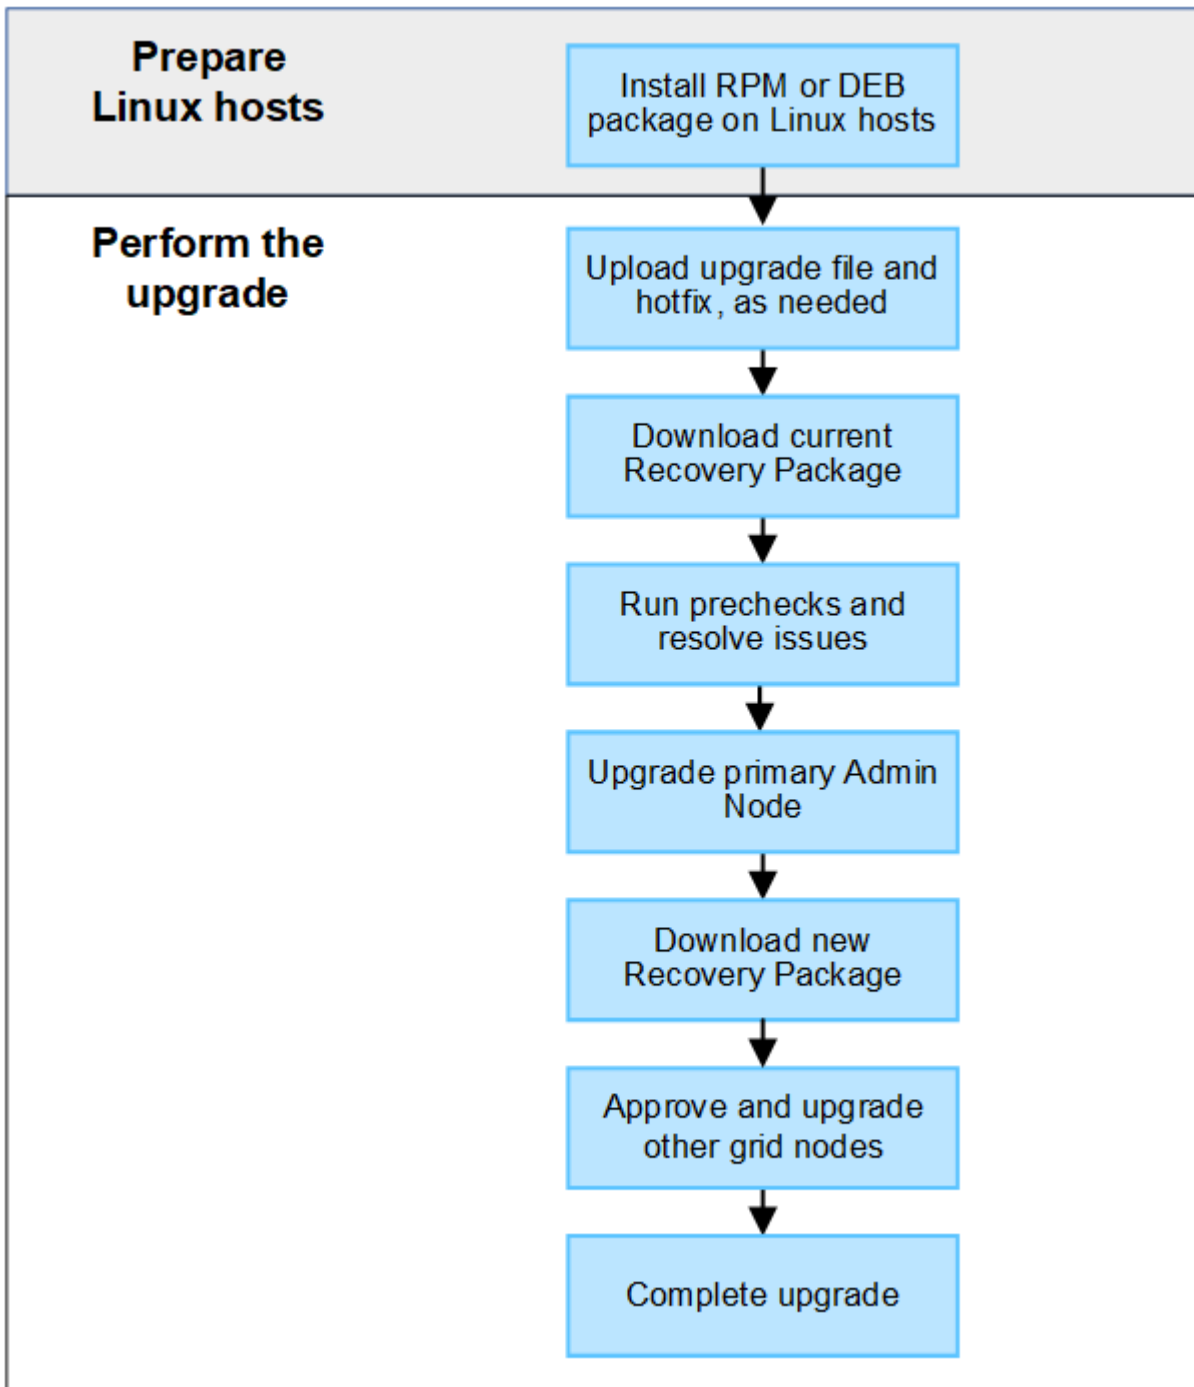 Prepare
Linux hosts
Install RPM or DEB
package on Linux hosts
Perform the
upgrade
Upload upgrade file and
hotfix, as needed
Download current
Recovery Package
Run prechecks and
resolve issues
Upgrade primary Admin
Node
Download new
Recovery Package
Approve and upgrade
other grid nodes
Complete upgrade